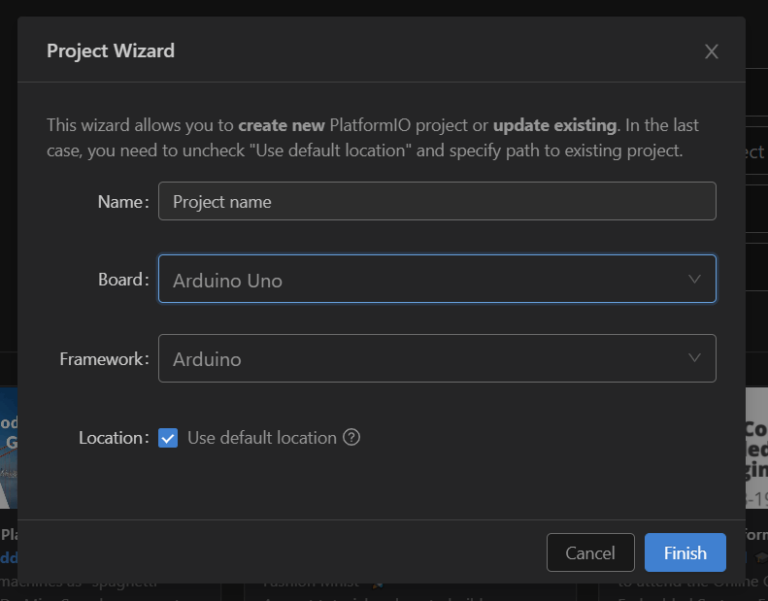 Project Wizard
This wizard allows you to create new PlatformIO project or update existing. In the last
case, you need to uncheck "Use default location" and specify path to existing project.
Name: Project name
Board: Arduino Uno
Framework: Arduino
Location: Use default location
Cancel Finish